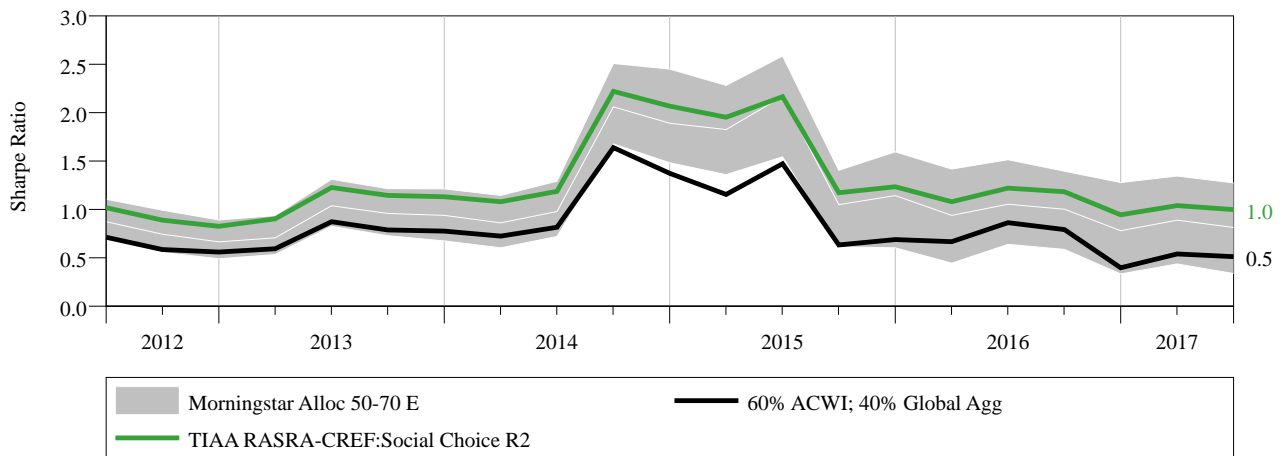 3.0
2.5
2.0
1.5
1.0
0.5
0.0
Sharpe Ratio
1.0
0.5
2012 2013 2014 2015 2016 2017
Morningstar Alloc 50-70 E
60% ACWI; 40% Global Agg
TIAA RASRA-CREF:Social Choice R2